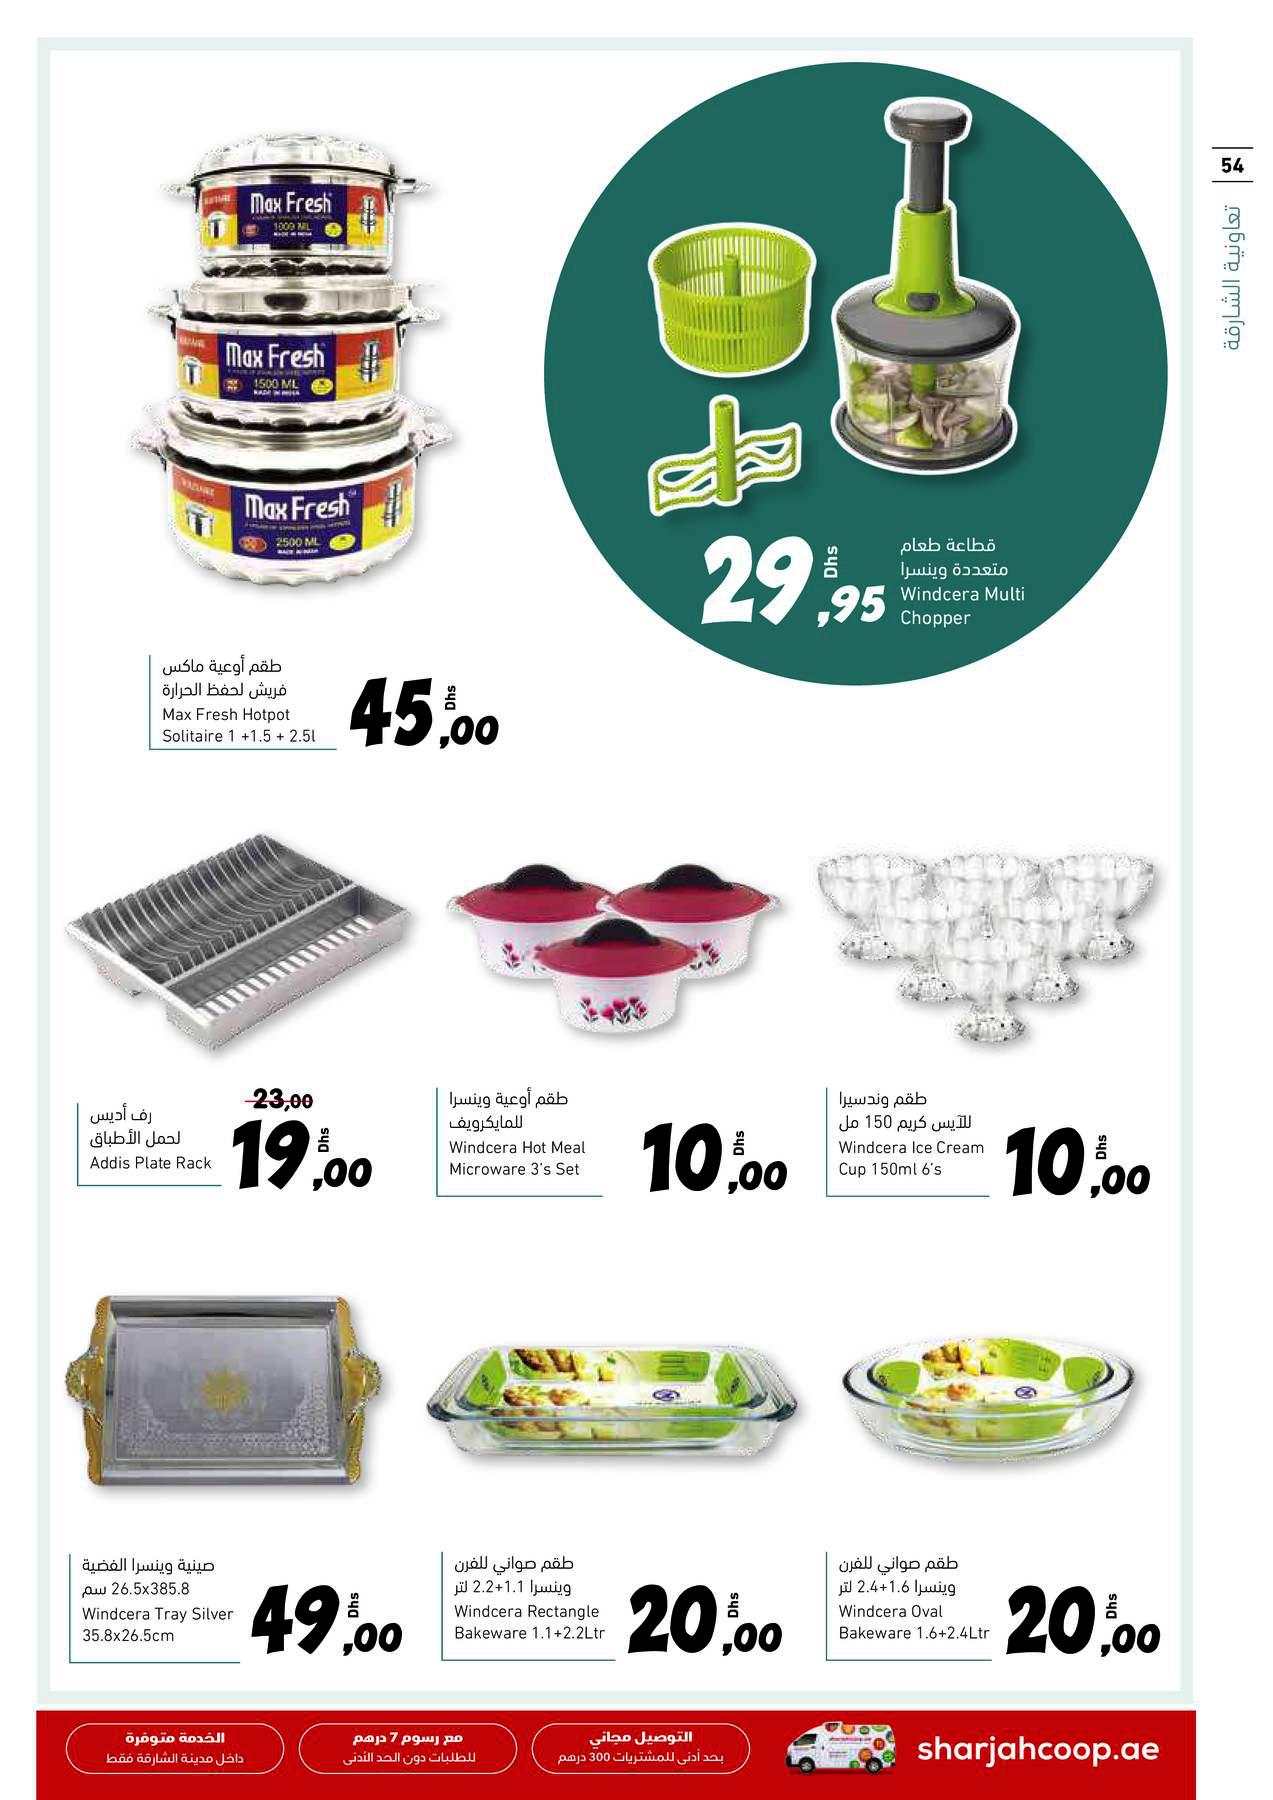 54
تعاونية الشارقة
Max Fresh
1000 ML
MADE IN INDIA
Max Fresh
1500 ML
MADE IN INDIA
Max Fresh
2500 ML
MADE IN INDIA
قطاعة طعام
متعددة وينسرا
Windcera Multi
Chopper
29,95 Dhs
طقم أوعية ماكس
فريش لحفظ الحرارة
Max Fresh Hotpot
Solitaire 1 +1.5 + 2.5l
45,00 Dhs
رف أديس
لحمل الأطباق
Addis Plate Rack
23,00
19,00 Dhs
طقم أوعية وينسرا
للمايكرويف
Windcera Hot Meal
Microware 3's Set
10,00 Dhs
طقم وندسيرا
للآيس كريم 150 مل
Windcera Ice Cream
Cup 150ml 6's
10,00 Dhs
صينية وينسرا الفضية
26.5x385.8 سم
Windcera Tray Silver
35.8x26.5cm
49,00 Dhs
طقم صواني للفرن
وينسرا 1.1+2.2 لتر
Windcera Rectangle
Bakeware 1.1+2.2Ltr
20,00 Dhs
طقم صواني للفرن
وينسرا 1.6+2.4 لتر
Windcera Oval
Bakeware 1.6+2.4Ltr
20,00 Dhs
الخدمة متوفرة
داخل مدينة الشارقة فقط
مع رسوم 7 درهم
للطلبات دون الحد الأدنى
التوصيل مجاني
بحد أدنى للمشتريات 300 درهم
sharjahcoop.ae
sharjahcoop.ae